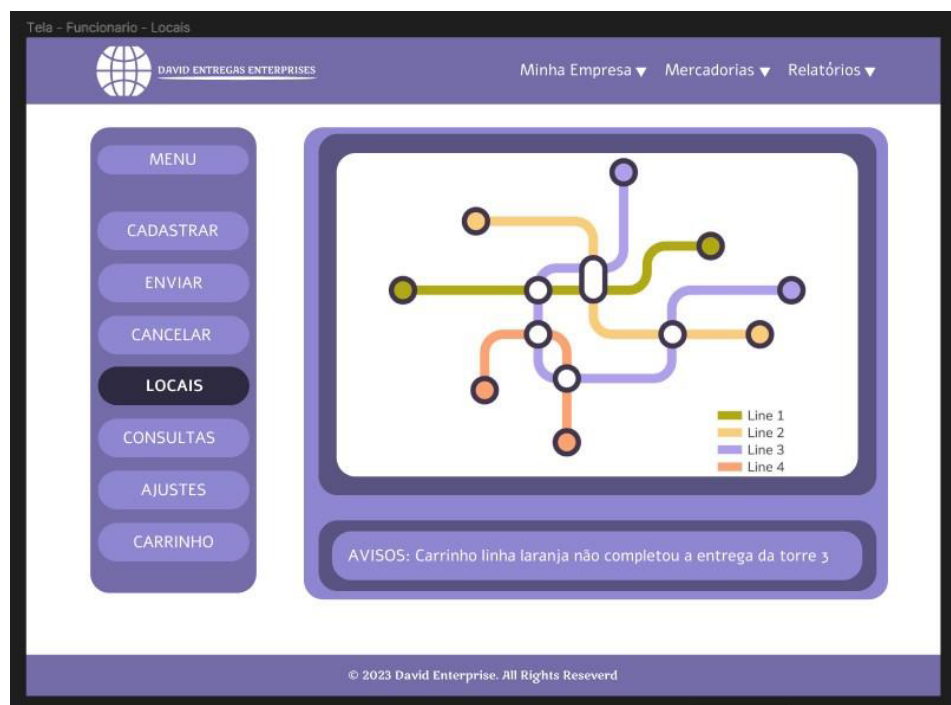 Tela - Funcionario - Locais
DAVID ENTREGAS ENTERPRISES
Minha Empresa ▼ Mercadorias ▼ Relatórios ▼
MENU
CADASTRAR
ENVIAR
CANCELAR
LOCAIS
CONSULTAS
AJUSTES
CARRINHO
Line 1
Line 2
Line 3
Line 4
AVISOS: Carrinho linha laranja não completou a entrega da torre 3
© 2023 David Enterprise. All Rights Reseverd